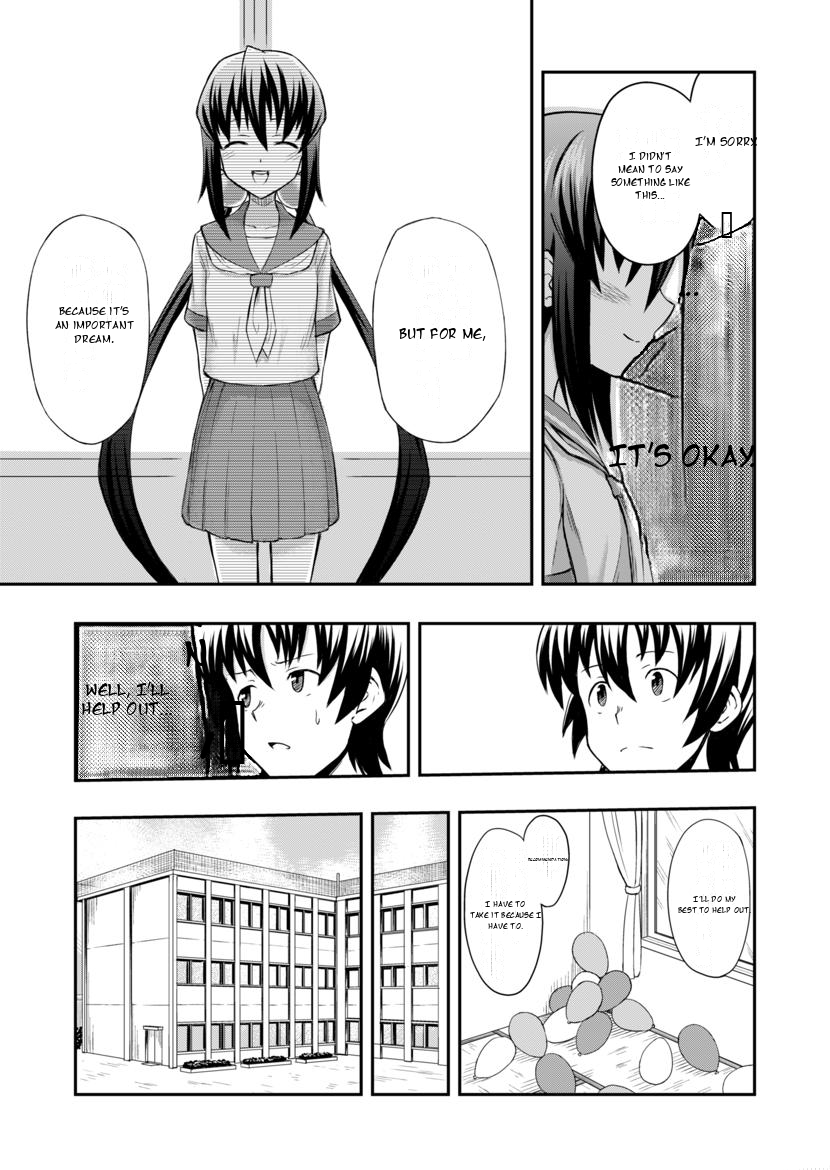 I'M SORRY
I DIDN'T
MEAN TO SAY
SOMETHING LIKE
THIS...
IT'S OKAY.
BUT FOR ME,
BECAUSE IT'S
AN IMPORTANT
DREAM.
WELL, I'LL
HELP OUT...
I'LL DO MY
BEST TO HELP OUT.
RECOMMENDATIONS
I HAVE TO
TAKE IT BECAUSE I
HAVE TO.